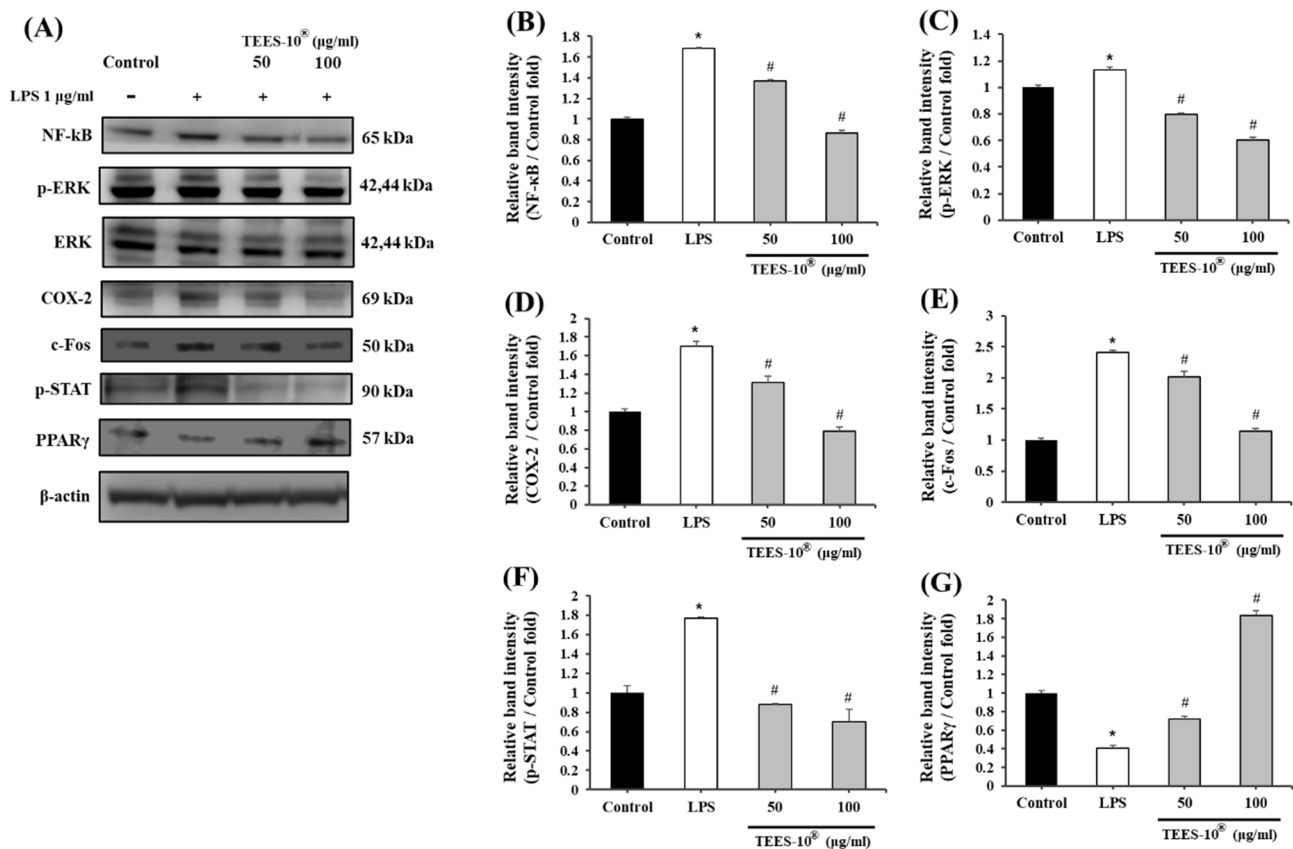 (A)
TEES-10® (μg/ml)
Control 50 100
LPS 1 μg/ml - + + +
NF-kB 65 kDa
p-ERK 42,44 kDa
ERK 42,44 kDa
COX-2 69 kDa
c-Fos 50 kDa
p-STAT 90 kDa
PPARγ 57 kDa
β-actin
(B)
Relative band intensity
(NF-κB / Control fold)
1.8
1.6
1.4
1.2
1
0.8
0.6
0.4
0.2
0
* # #
Control LPS 50 100
TEES-10® (μg/ml)
(C)
Relative band intensity
(p-ERK / Control fold)
1.4
1.2
1
0.8
0.6
0.4
0.2
0
* # #
Control LPS 50 100
TEES-10® (μg/ml)
(D)
Relative band intensity
(COX-2 / Control fold)
2
1.8
1.6
1.4
1.2
1
0.8
0.6
0.4
0.2
0
* # #
Control LPS 50 100
TEES-10® (μg/ml)
(E)
Relative band intensity
(c-Fos / Control fold)
3
2.5
2
1.5
1
0.5
0
* # #
Control LPS 50 100
TEES-10® (μg/ml)
(F)
Relative band intensity
(p-STAT / Control fold)
2
1.8
1.6
1.4
1.2
1
0.8
0.6
0.4
0.2
0
* # #
Control LPS 50 100
TEES-10® (μg/ml)
(G)
Relative band intensity
(PPARγ / Control fold)
2
1.8
1.6
1.4
1.2
1
0.8
0.6
0.4
0.2
0
* # #
Control LPS 50 100
TEES-10® (μg/ml)